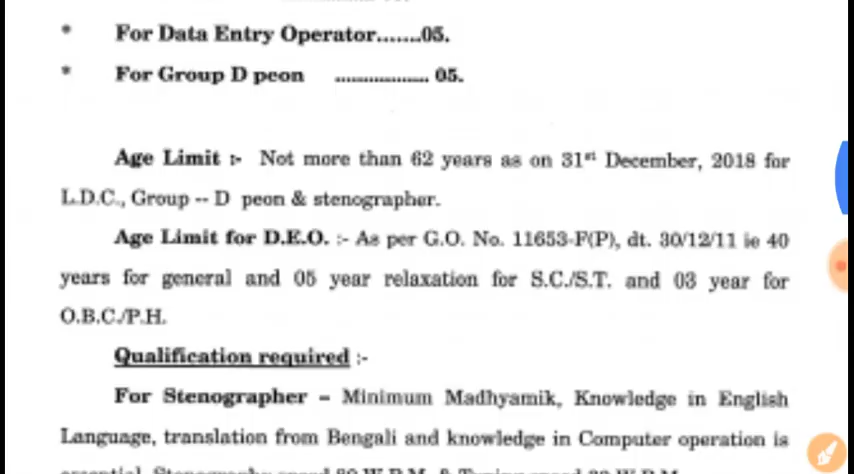 * For Data Entry Operator.......05.
* For Group D peon .................. 05.
Age Limit :- Not more than 62 years as on 31st December, 2018 for
L.D.C., Group -- D peon & stenographer.
Age Limit for D.E.O. :- As per G.O. No. 11653-F(P), dt. 30/12/11 ie 40
years for general and 05 year relaxation for S.C./S.T. and 03 year for
O.B.C./P.H.
Qualification required :-
For Stenographer – Minimum Madhyamik, Knowledge in English
Language, translation from Bengali and knowledge in Computer operation is